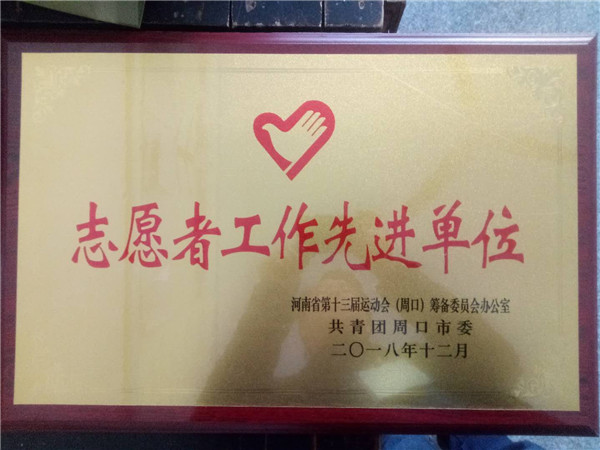 志愿者工作先进单位
河南省第十三届运动会（周口）筹备委员会办公室
共青团周口市委
二〇一八年十二月